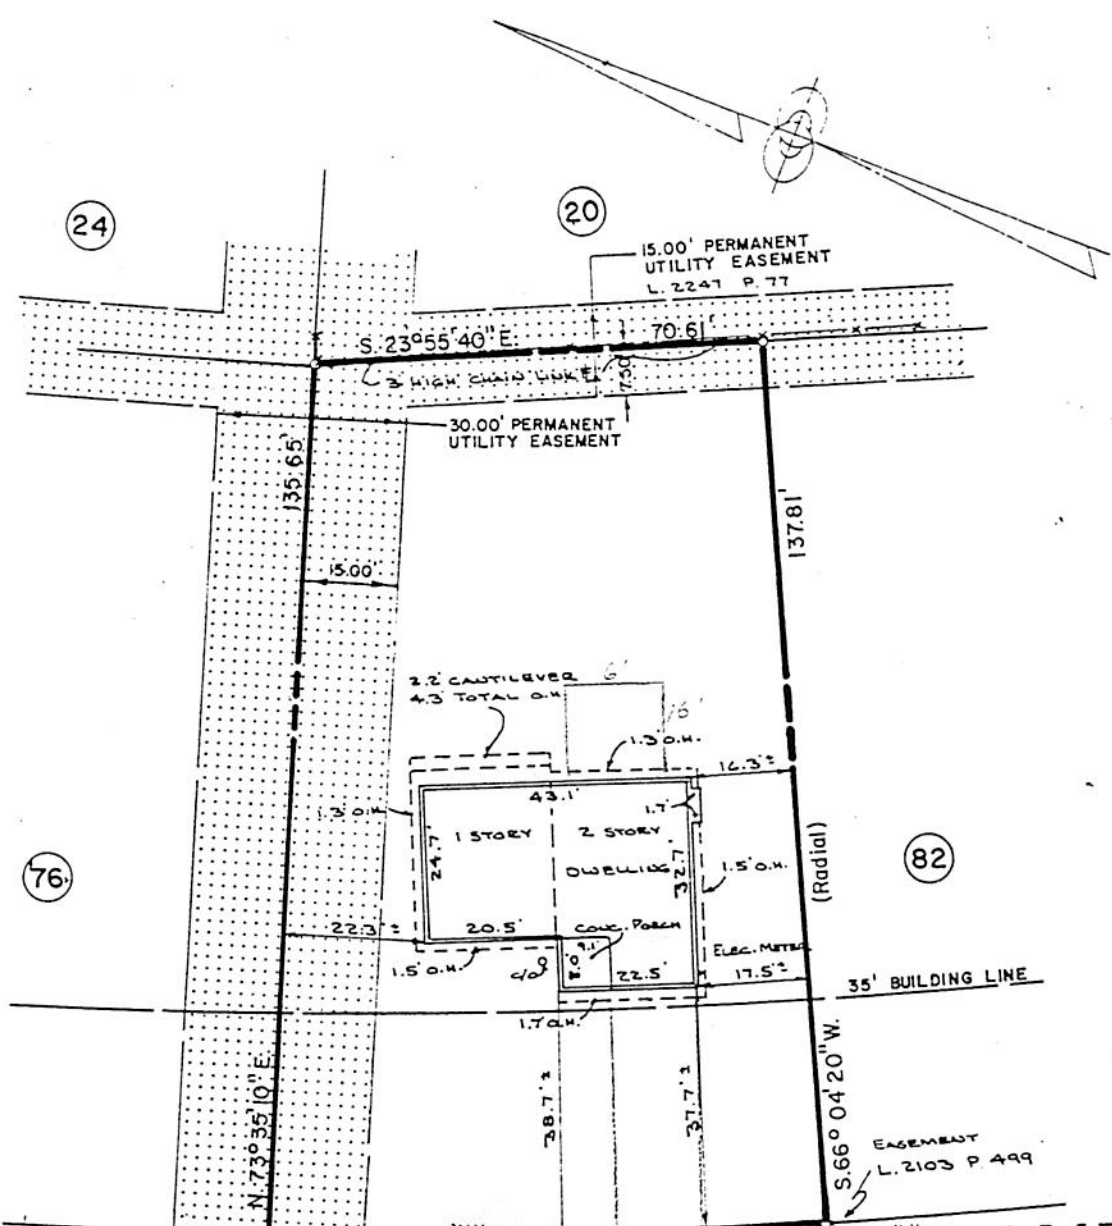 24
20
15.00' PERMANENT
UTILITY EASEMENT
L. 2247 P. 77
S. 23°55'40" E.
70.61'
3' HIGH CHAIN LINK
7.50'
30.00' PERMANENT
UTILITY EASEMENT
135.65'
137.81'
15.00'
2.2' CANTILEVER
4.3' TOTAL O.H.
6'
16'
1.3' O.H.
16.3'±
43.1'
1.3' O.H.
1.7'
1 STORY
2 STORY
24.7'
DWELLING
32.7'
1.5' O.H.
(Radial)
76
82
22.3'±
20.5'
CONC. PORCH
9.1'
8.0'
ELEC. METER
1.5' O.H.
c/o
22.5'
17.5'±
35' BUILDING LINE
1.7' O.H.
38.7'±
37.7'±
N. 73°35'10" E.
S. 66°04'20" W.
EASEMENT
L. 2103 P. 499